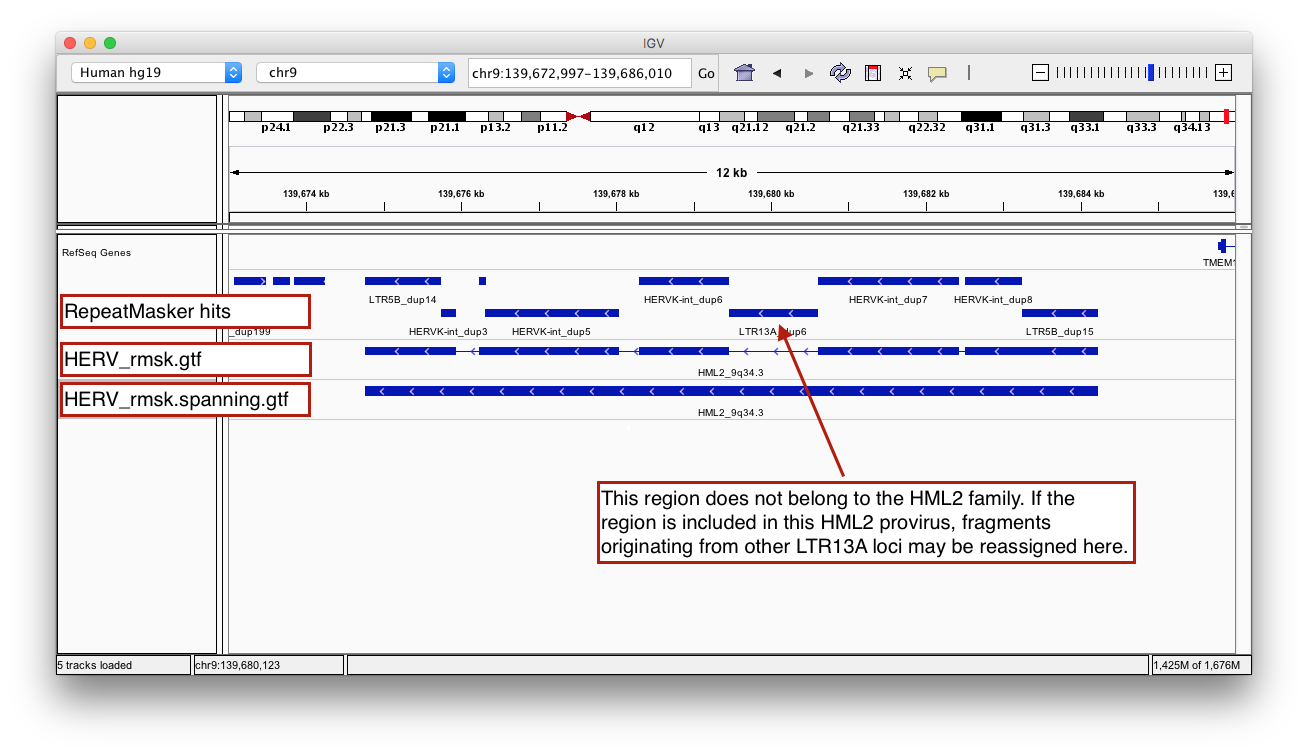 IGV
Human hg19 chr9 chr9:139,672,997-139,686,010 Go
p24.1 p22.3 p21.3 p21.1 p13.2 p11.2 q12 q13 q21.12 q21.2 q21.33 q22.32 q31.1 q31.3 q33.1 q33.3 q34.13
12 kb
139,674 kb 139,676 kb 139,678 kb 139,680 kb 139,682 kb 139,684 kb 139,6
RefSeq Genes
TMEM1
LTR5B_dup14 HERVK-int_dup6 HERVK-int_dup7 HERVK-int_dup8
RepeatMasker hits
_dup199 HERVK-int_dup3 HERVK-int_dup5 LTR13A_dup6 LTR5B_dup15
HERV_rmsk.gtf
HML2_9q34.3
HERV_rmsk.spanning.gtf
HML2_9q34.3
This region does not belong to the HML2 family. If the
region is included in this HML2 provirus, fragments
originating from other LTR13A loci may be reassigned here.
5 tracks loaded chr9:139,680,123 1,425M of 1,676M